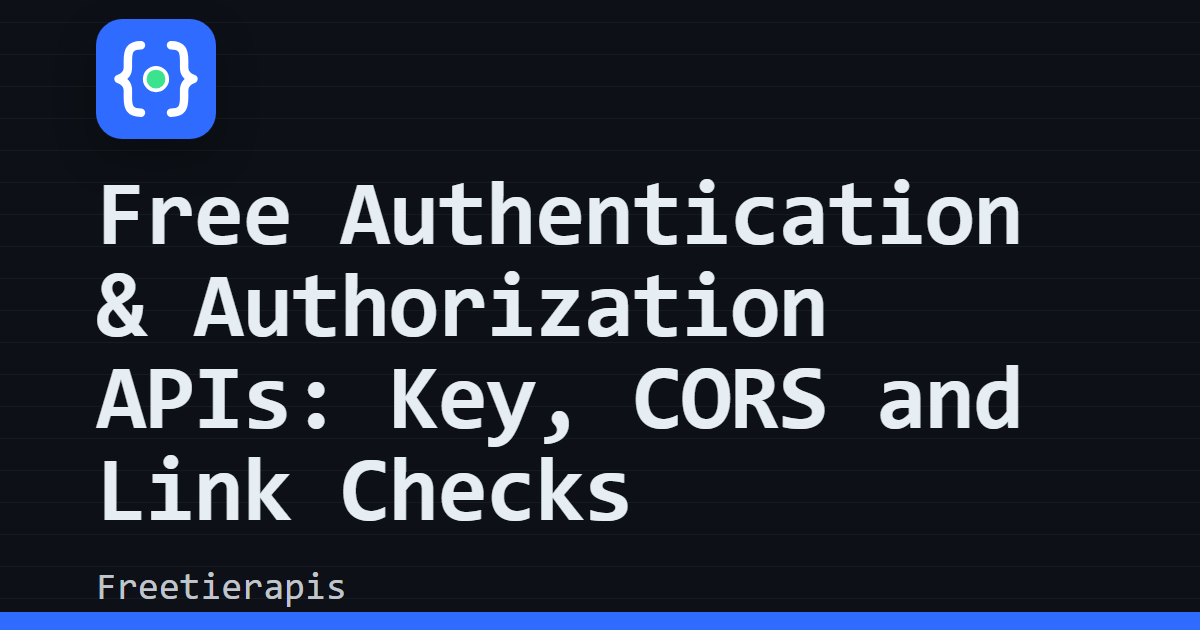 Free Authentication
& Authorization
APIs: Key, CORS and
Link Checks
Freetierapis